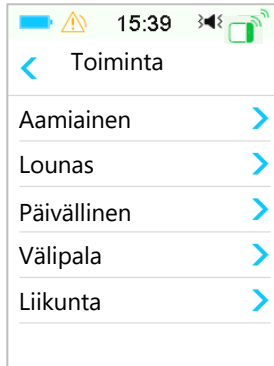 15:39
Toiminta
Aamiainen
Lounas
Päivällinen
Välipala
Liikunta